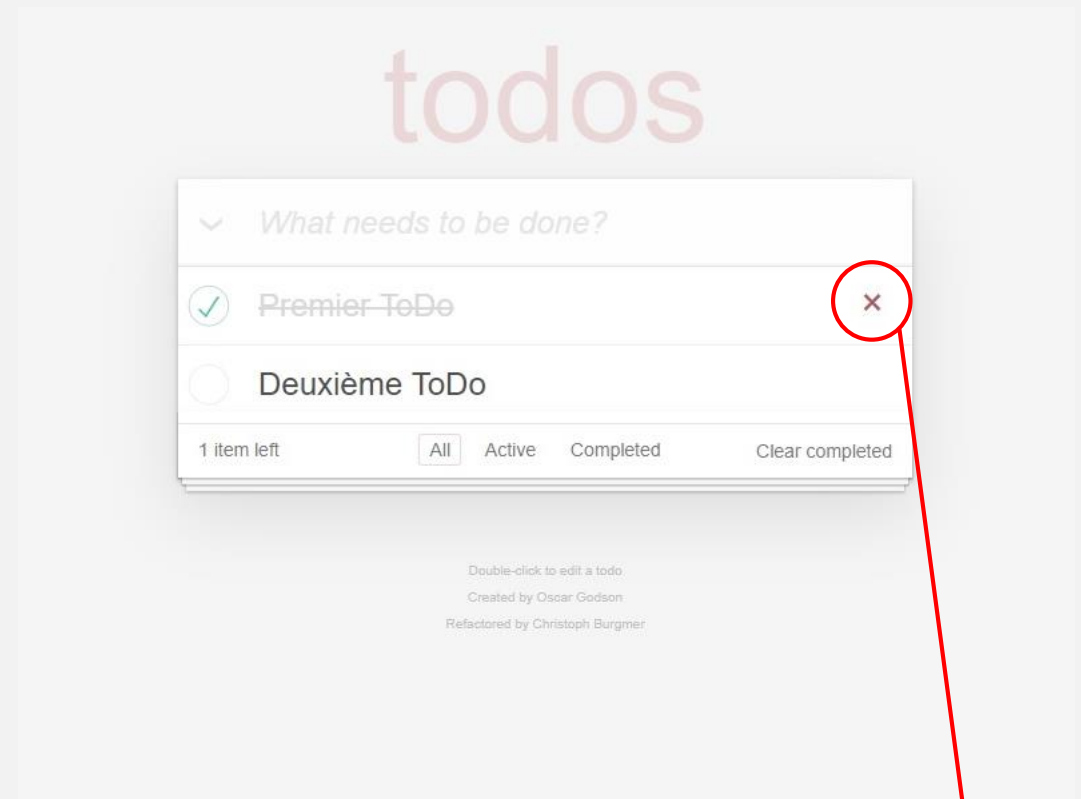 todos
What needs to be done?
Premier ToDo
Deuxième ToDo
1 item left All Active Completed Clear completed
Double-click to edit a todo
Created by Oscar Godson
Refactored by Christoph Burgmer